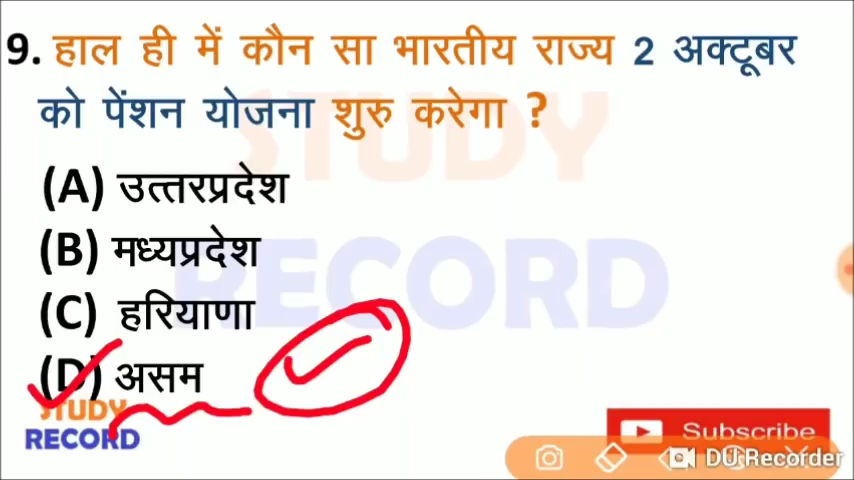 9. हाल ही में कौन सा भारतीय राज्य 2 अक्टूबर
को पेंशन योजना शुरु करेगा ?
(A) उत्तरप्रदेश
(B) मध्यप्रदेश
(C) हरियाणा
(D) असम
STUDY
RECORD
STUDY
RECORD
Subscribe
DU Recorder